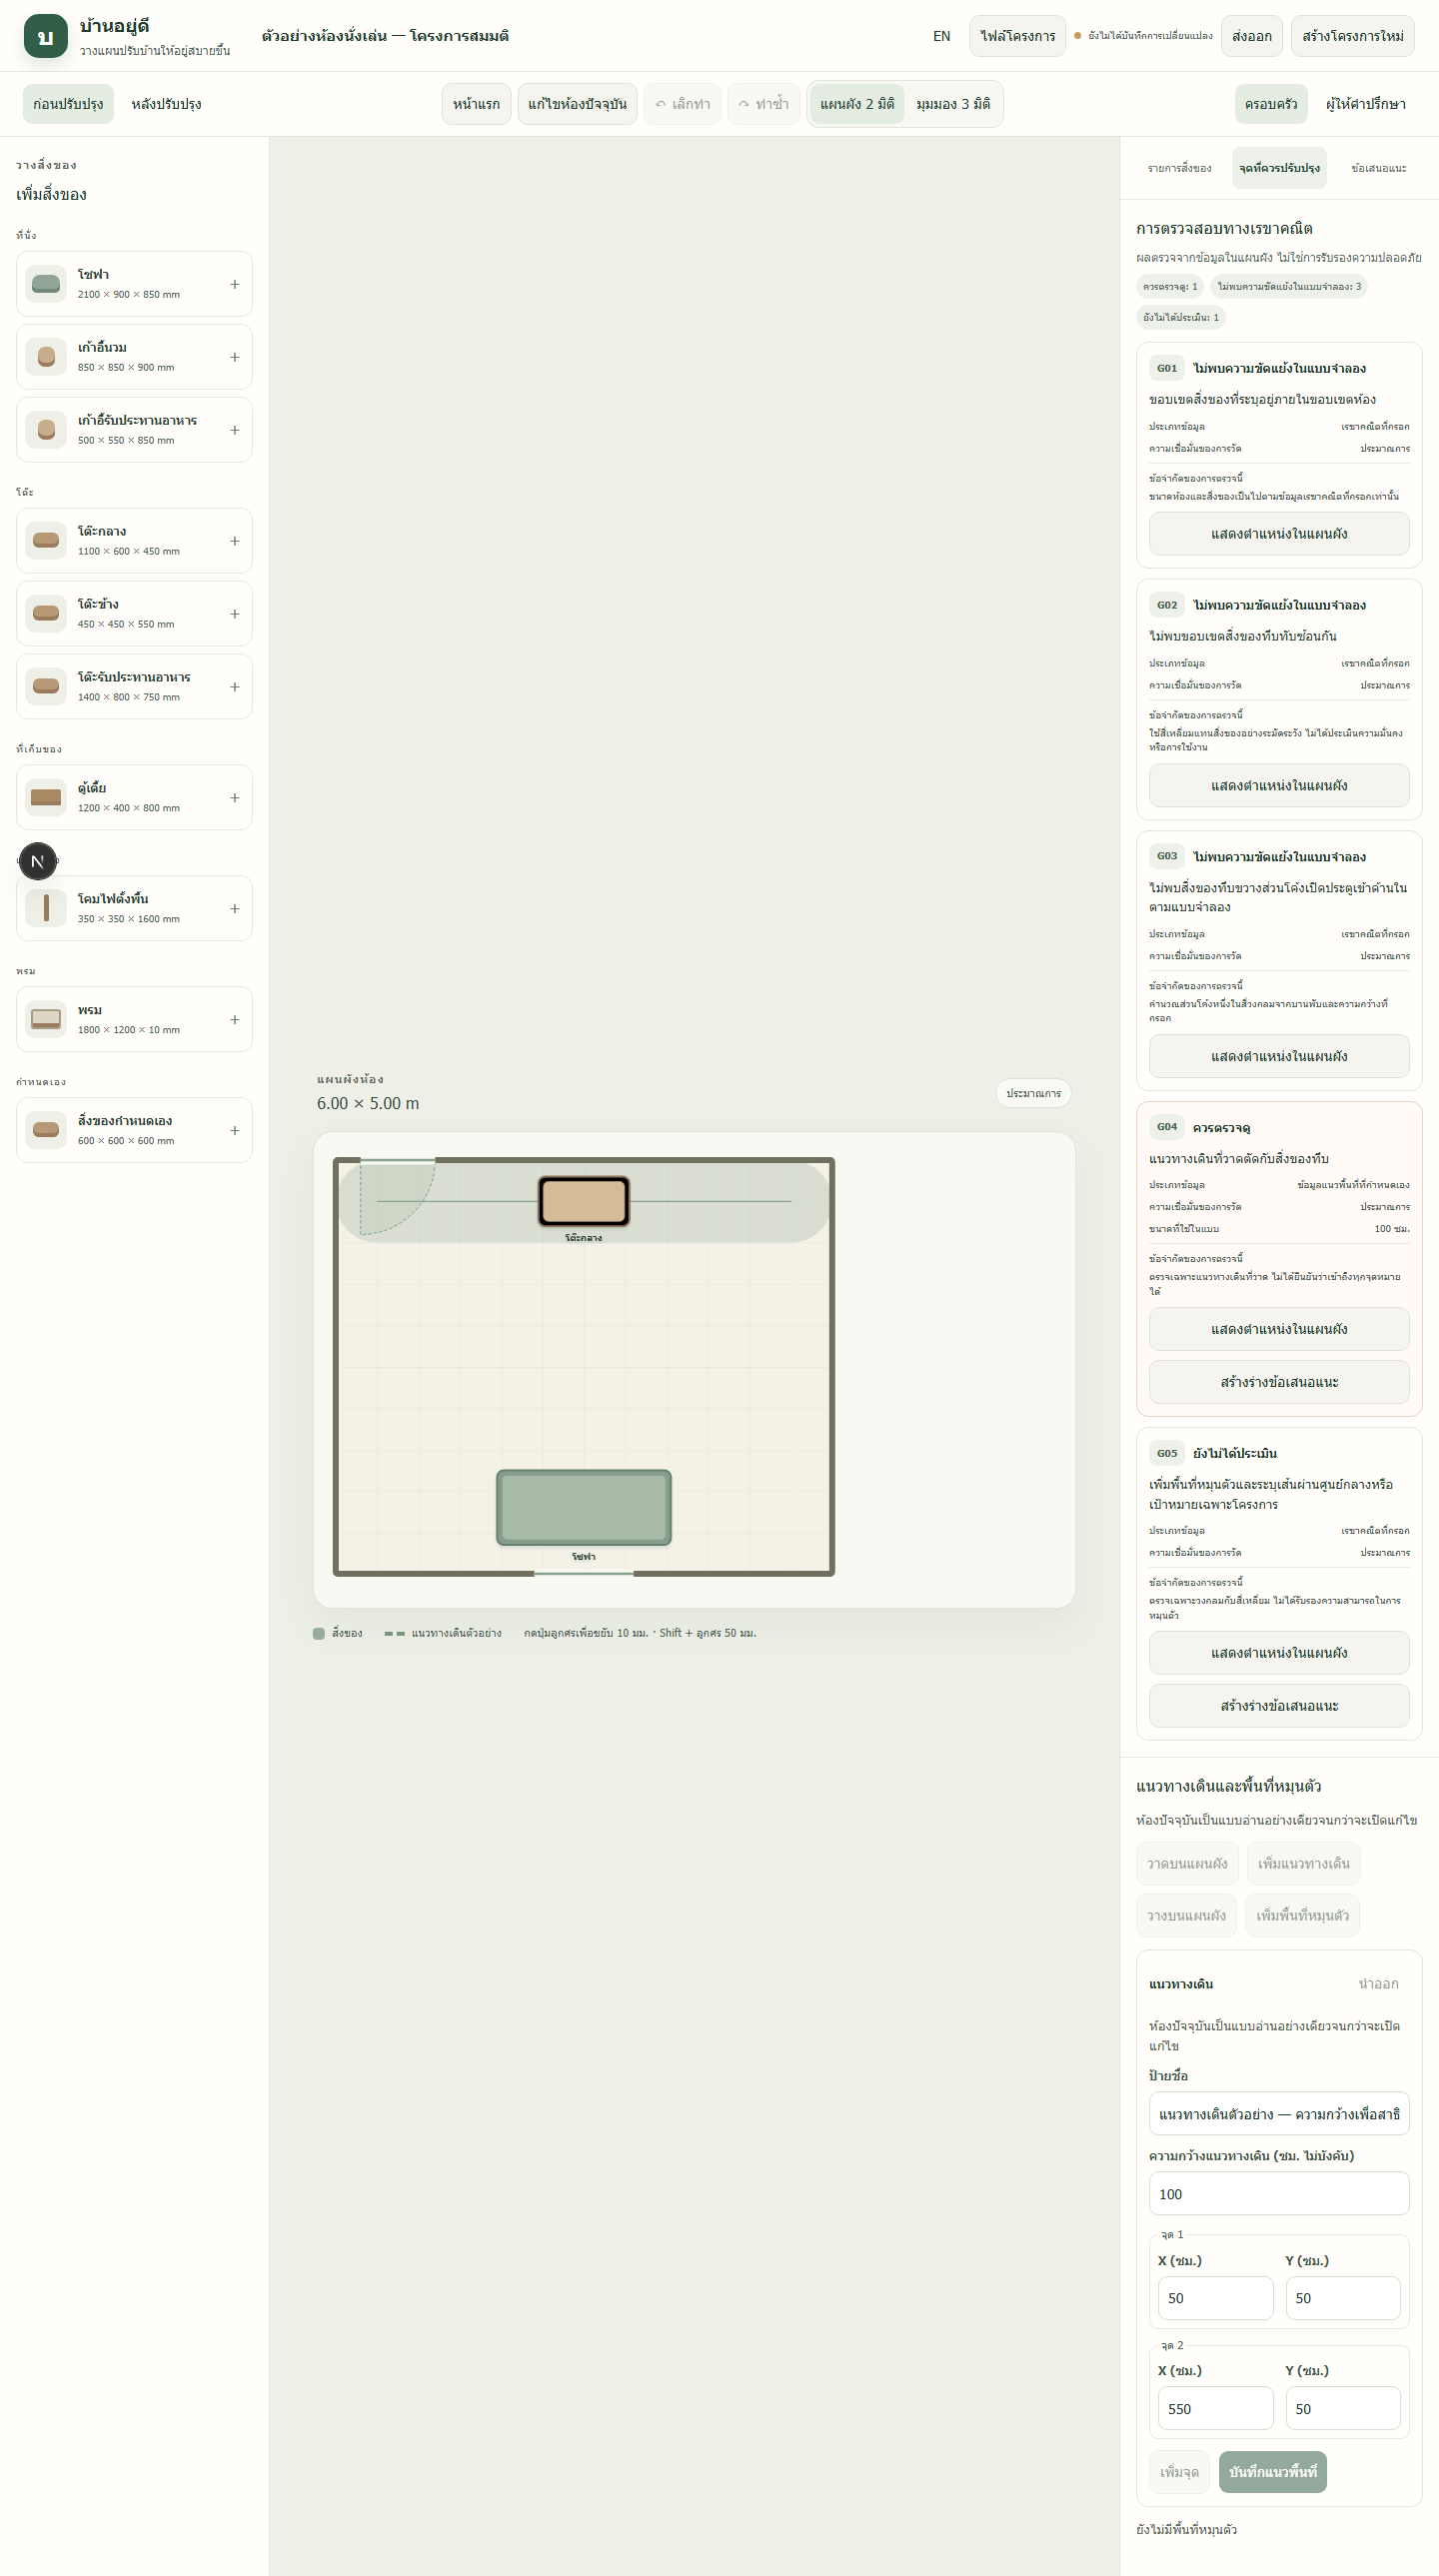 บ
บ้านอยู่ดี
วางแผนปรับบ้านให้อยู่สบายขึ้น
ตัวอย่างห้องนั่งเล่น — โครงการสมมติ
EN
ไฟล์โครงการ
ยังไม่ได้บันทึกการเปลี่ยนแปลง
ส่งออก
สร้างโครงการใหม่
ก่อนปรับปรุง
หลังปรับปรุง
หน้าแรก
แก้ไขห้องปัจจุบัน
↶ เลิกทำ
↷ ทำซ้ำ
แผนผัง 2 มิติ
มุมมอง 3 มิติ
ครอบครัว
ผู้ให้คำปรึกษา
วางสิ่งของ
เพิ่มสิ่งของ
ที่นั่ง
โซฟา
2100 × 900 × 850 mm
+
เก้าอี้นวม
850 × 850 × 900 mm
+
เก้าอี้รับประทานอาหาร
500 × 550 × 850 mm
+
โต๊ะ
โต๊ะกลาง
1100 × 600 × 450 mm
+
โต๊ะข้าง
450 × 450 × 550 mm
+
โต๊ะรับประทานอาหาร
1400 × 800 × 750 mm
+
ที่เก็บของ
ตู้เตี้ย
1200 × 400 × 800 mm
+
N
โคมไฟตั้งพื้น
350 × 350 × 1600 mm
+
พรม
พรม
1800 × 1200 × 10 mm
+
กำหนดเอง
สิ่งของกำหนดเอง
600 × 600 × 600 mm
+
แผนผังห้อง
6.00 × 5.00 m
ประมาณการ
โต๊ะกลาง
โซฟา
สิ่งของ
แนวทางเดินตัวอย่าง
กดปุ่มลูกศรเพื่อขยับ 10 มม. · Shift + ลูกศร 50 มม.
รายการสิ่งของ
จุดที่ควรปรับปรุง
ข้อเสนอแนะ
การตรวจสอบทางเรขาคณิต
ผลตรวจจากข้อมูลในแผนผัง ไม่ใช่การรับรองความปลอดภัย
ควรตรวจดู: 1
ไม่พบความขัดแย้งในแบบจำลอง: 3
ยังไม่ได้ประเมิน: 1
G01 ไม่พบความขัดแย้งในแบบจำลอง
ขอบเขตสิ่งของที่ระบุอยู่ภายในขอบเขตห้อง
ประเภทข้อมูล เรขาคณิตที่กรอก
ความเชื่อมั่นของการวัด ประมาณการ
ข้อจำกัดของการตรวจนี้
ขนาดห้องและสิ่งของเป็นไปตามข้อมูลเรขาคณิตที่กรอกเท่านั้น
แสดงตำแหน่งในแผนผัง
G02 ไม่พบความขัดแย้งในแบบจำลอง
ไม่พบขอบเขตสิ่งของทึบทับซ้อนกัน
ประเภทข้อมูล เรขาคณิตที่กรอก
ความเชื่อมั่นของการวัด ประมาณการ
ข้อจำกัดของการตรวจนี้
ใช้สี่เหลี่ยมแทนสิ่งของอย่างระมัดระวัง ไม่ได้ประเมินความมั่นคง
หรือการใช้งาน
แสดงตำแหน่งในแผนผัง
G03 ไม่พบความขัดแย้งในแบบจำลอง
ไม่พบสิ่งของทึบขวางส่วนโค้งเปิดประตูเข้าด้านใน
ตามแบบจำลอง
ประเภทข้อมูล เรขาคณิตที่กรอก
ความเชื่อมั่นของการวัด ประมาณการ
ข้อจำกัดของการตรวจนี้
คำนวณส่วนโค้งหนึ่งในสี่วงกลมจากบานพับและความกว้างที่
กรอก
แสดงตำแหน่งในแผนผัง
G04 ควรตรวจดู
แนวทางเดินที่วาดตัดกับสิ่งของทึบ
ประเภทข้อมูล ข้อมูลแนวพื้นที่ที่กำหนดเอง
ความเชื่อมั่นของการวัด ประมาณการ
ขนาดที่ใช้ในแบบ 100 ซม.
ข้อจำกัดของการตรวจนี้
ตรวจเฉพาะแนวทางเดินที่วาด ไม่ได้ยืนยันว่าเข้าถึงทุกจุดหมาย
ได้
แสดงตำแหน่งในแผนผัง
สร้างร่างข้อเสนอแนะ
G05 ยังไม่ได้ประเมิน
เพิ่มพื้นที่หมุนตัวและระบุเส้นผ่านศูนย์กลางหรือ
เป้าหมายเฉพาะโครงการ
ประเภทข้อมูล เรขาคณิตที่กรอก
ความเชื่อมั่นของการวัด ประมาณการ
ข้อจำกัดของการตรวจนี้
ตรวจเฉพาะวงกลมกับสี่เหลี่ยม ไม่ได้รับรองความสามารถในการ
หมุนตัว
แสดงตำแหน่งในแผนผัง
สร้างร่างข้อเสนอแนะ
แนวทางเดินและพื้นที่หมุนตัว
ห้องปัจจุบันเป็นแบบอ่านอย่างเดียวจนกว่าจะเปิดแก้ไข
วาดบนแผนผัง
เพิ่มแนวทางเดิน
วางบนแผนผัง
เพิ่มพื้นที่หมุนตัว
แนวทางเดิน
นำออก
ห้องปัจจุบันเป็นแบบอ่านอย่างเดียวจนกว่าจะเปิด
แก้ไข
ป้ายชื่อ
แนวทางเดินตัวอย่าง — ความกว้างเพื่อสาธิ
ความกว้างแนวทางเดิน (ซม. ไม่บังคับ)
100
จุด 1
X (ซม.) Y (ซม.)
50 50
จุด 2
X (ซม.) Y (ซม.)
550 50
เพิ่มจุด
บันทึกแนวพื้นที่
ยังไม่มีพื้นที่หมุนตัว